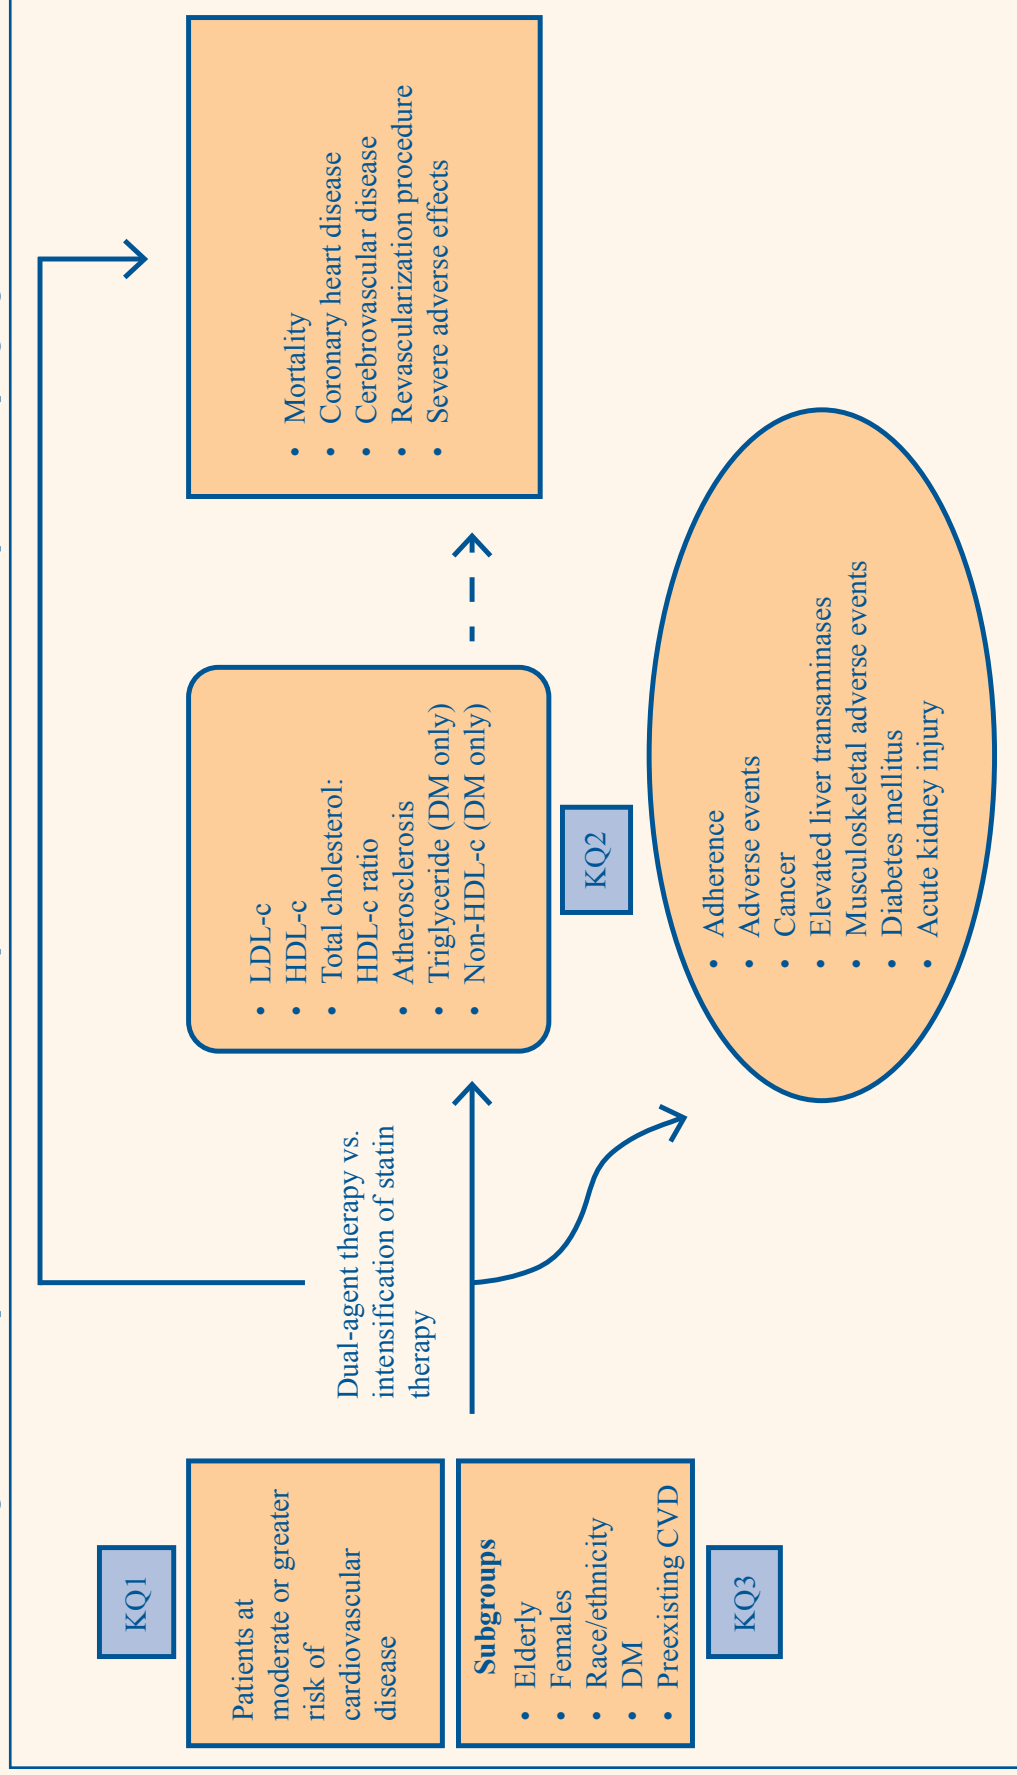 KQ1
Patients at
moderate or greater
risk of
cardiovascular
disease
Subgroups
• Elderly
• Females
• Race/ethnicity
• DM
• Preexisting CVD
KQ3
Dual-agent therapy vs.
intensification of statin
therapy
• LDL-c
• HDL-c
• Total cholesterol:
HDL-c ratio
• Atherosclerosis
• Triglyceride (DM only)
• Non-HDL-c (DM only)
KQ2
• Adherence
• Adverse events
• Cancer
• Elevated liver transaminases
• Musculoskeletal adverse events
• Diabetes mellitus
• Acute kidney injury
• Mortality
• Coronary heart disease
• Cerebrovascular disease
• Revascularization procedure
• Severe adverse effects